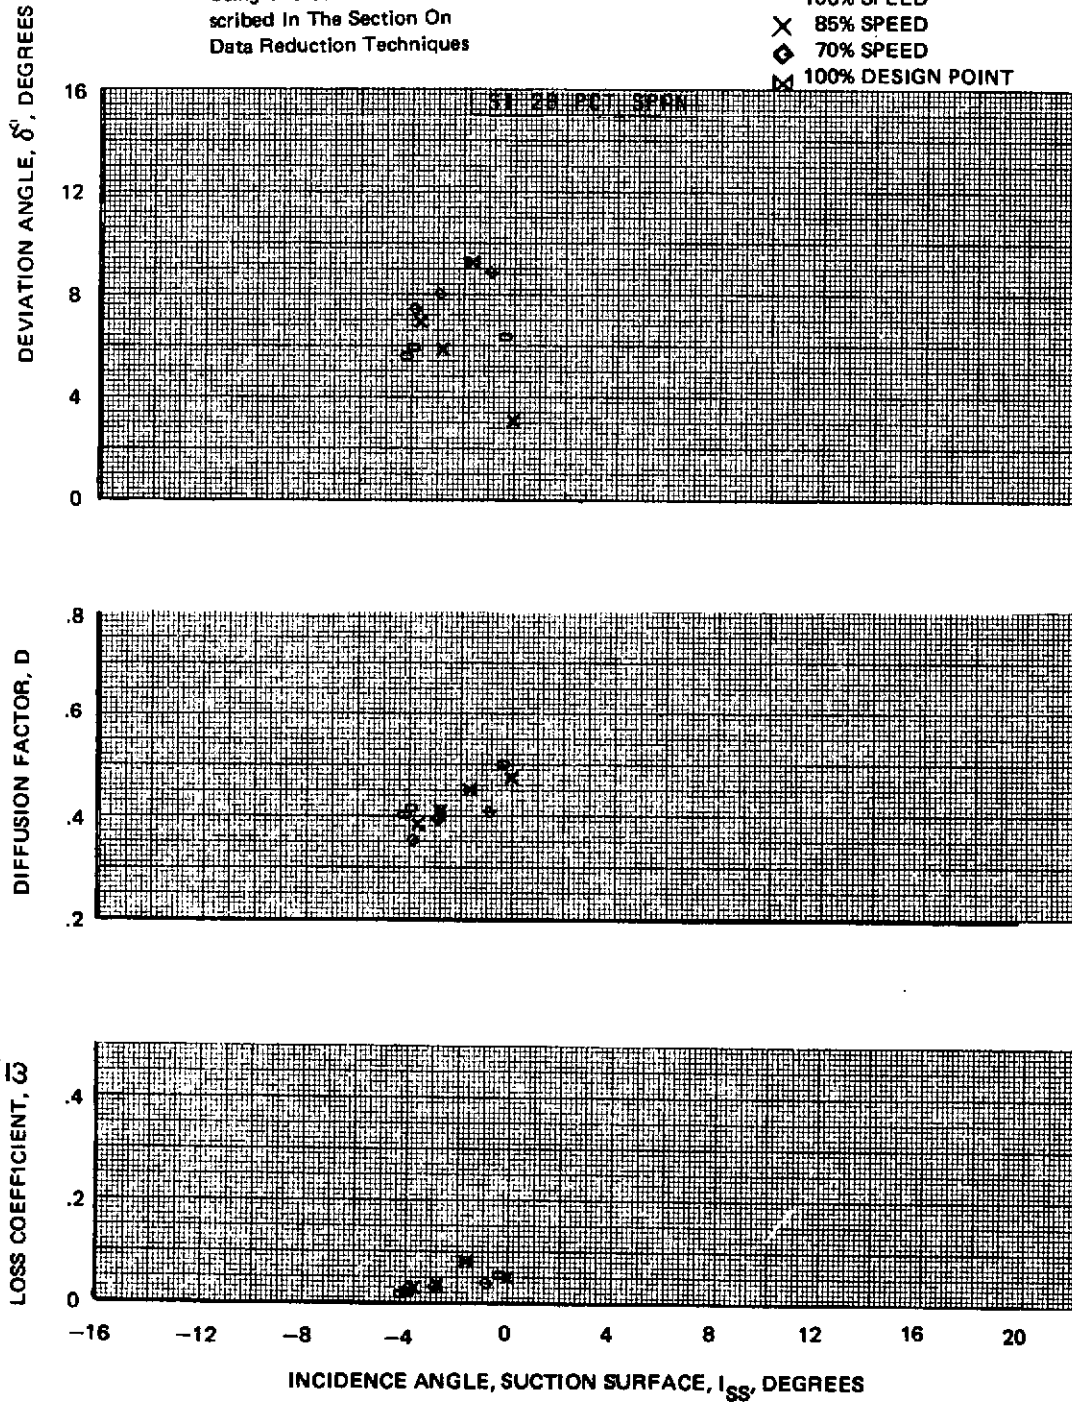 scribed In The Section On
Data Reduction Techniques
100% SPEED
85% SPEED
70% SPEED
100% DESIGN POINT
DEVIATION ANGLE, δ°, DEGREES
16
12
8
4
0
PCT SPAN
DIFFUSION FACTOR, D
.8
.6
.4
.2
LOSS COEFFICIENT, ω̅
.4
.2
0
−16 −12 −8 −4 0 4 8 12 16 20
INCIDENCE ANGLE, SUCTION SURFACE, I_SS, DEGREES